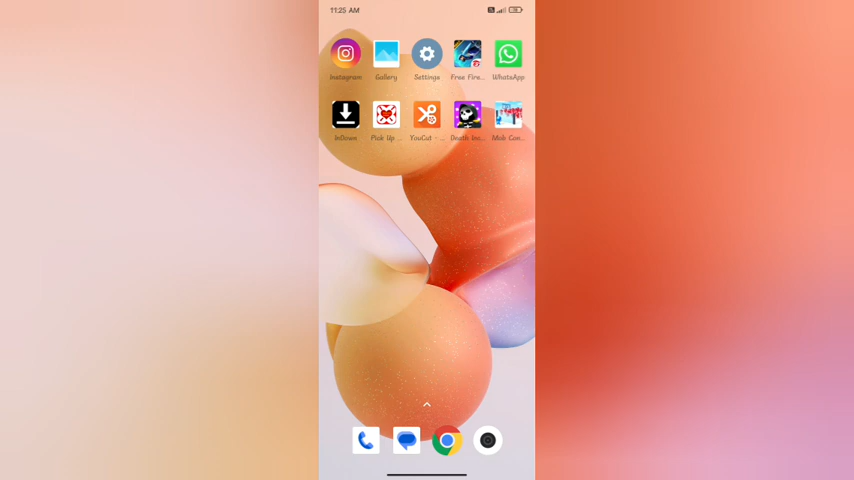 11:25 AM
Instagram Gallery Settings Free Fire... WhatsApp
InDown Pick Up ... YouCut - ... Death Inc... Mob Con...